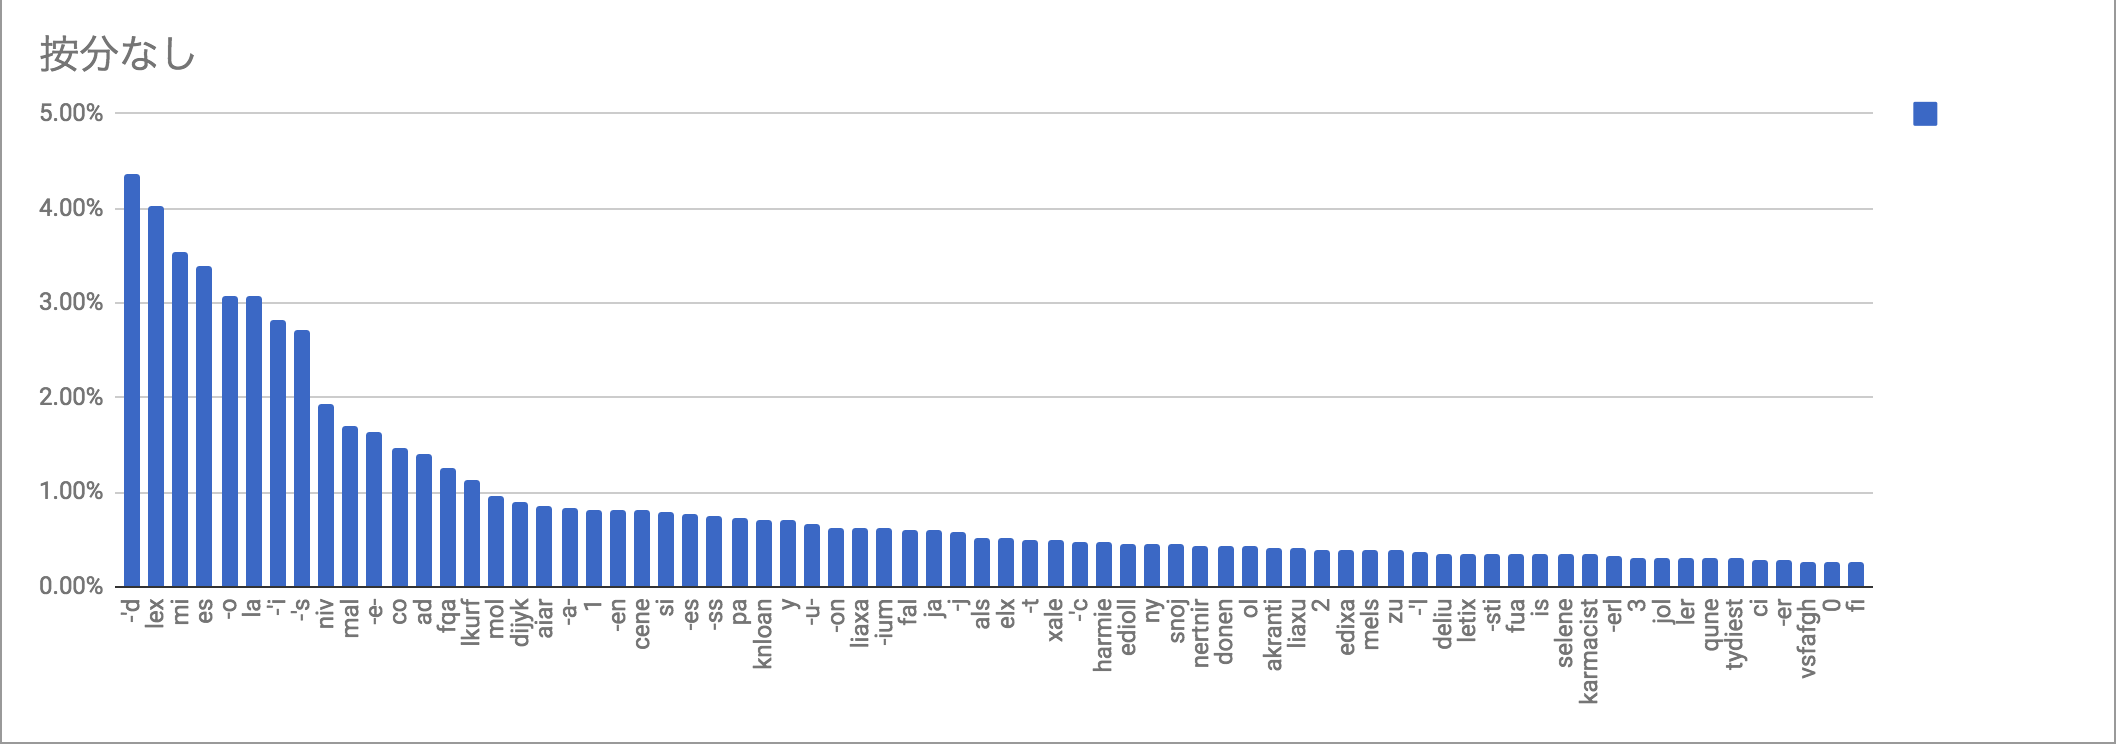 按分なし
5.00%
4.00%
3.00%
2.00%
1.00%
0.00%
-'d
lex
mi
es
-o
la
-'i
-'s
niv
mal
-e-
co
ad
fqa
lkurf
mol
dijyk
aiar
-a-
1
-en
cene
si
-es
-ss
pa
knloan
y
-u-
-on
liaxa
-ium
fal
ja
-j
als
elx
-t
xale
-'c
harmie
edioll
ny
snoj
nertnir
donen
ol
akranti
liaxu
2
edixa
mels
zu
-'l
deliu
letix
-sti
fua
is
selene
karmacist
-erl
3
jol
ler
qune
tydiest
ci
-er
vsfafgh
0
fi